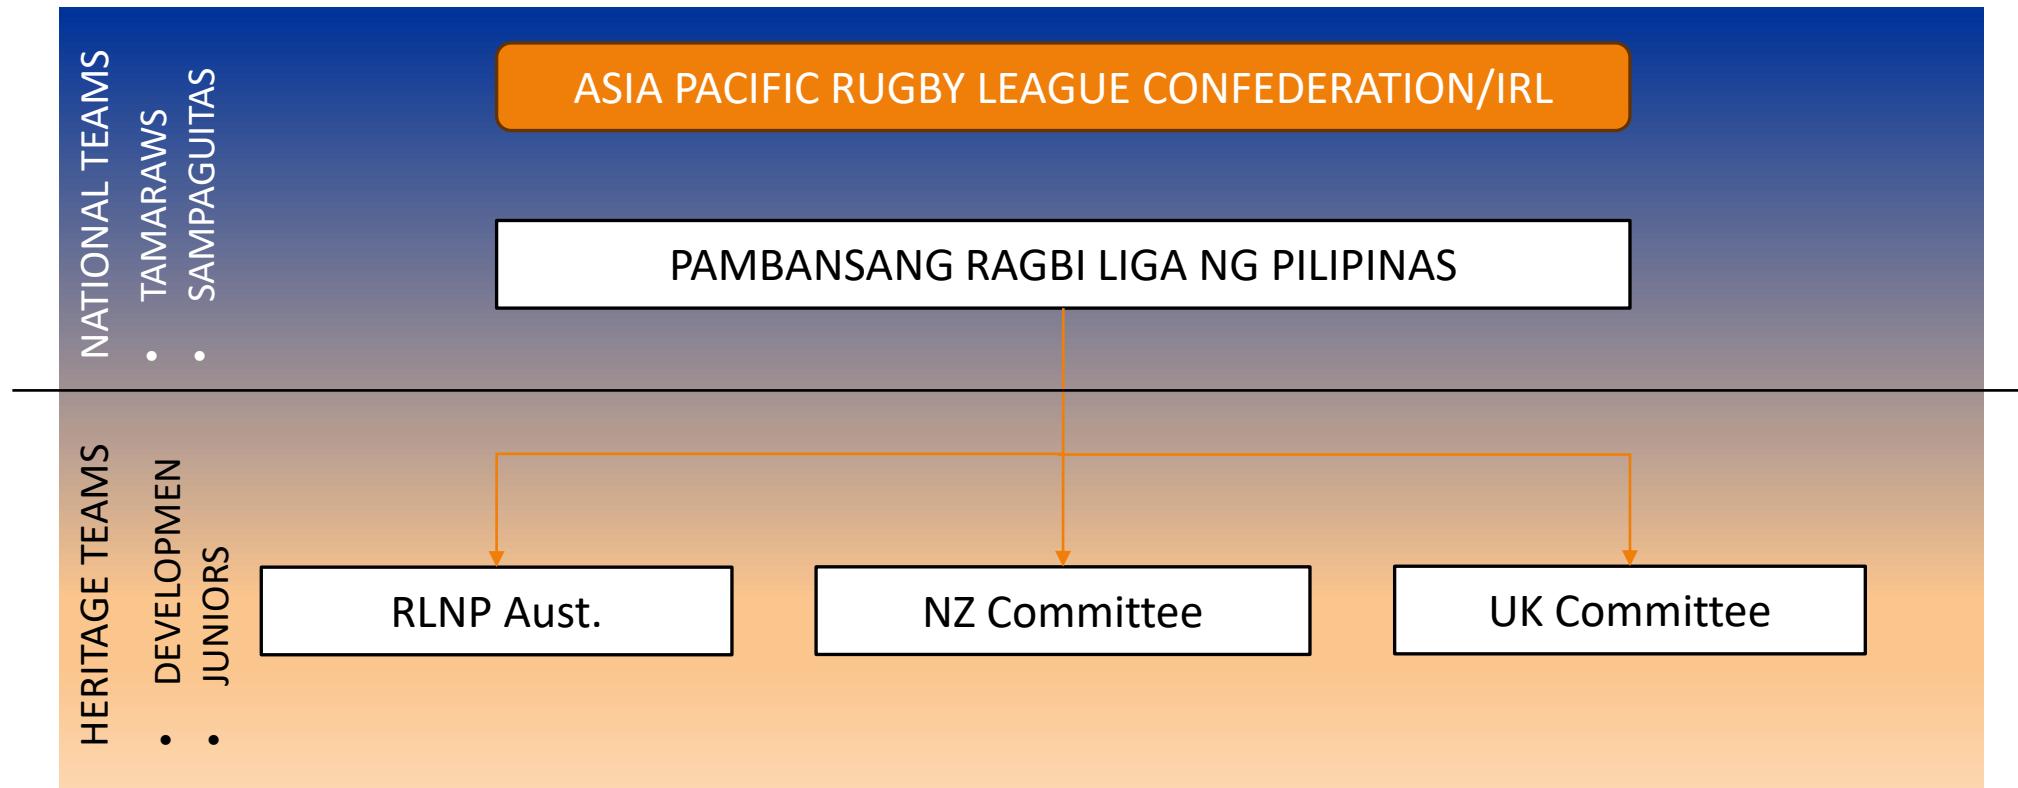 NATIONAL TEAMS
• TAMARAWS
• SAMPAGUITAS
ASIA PACIFIC RUGBY LEAGUE CONFEDERATION/IRL
PAMBANSANG RAGBI LIGA NG PILIPINAS
HERITAGE TEAMS
• DEVELOPMEN
• JUNIORS
RLNP Aust.
NZ Committee
UK Committee